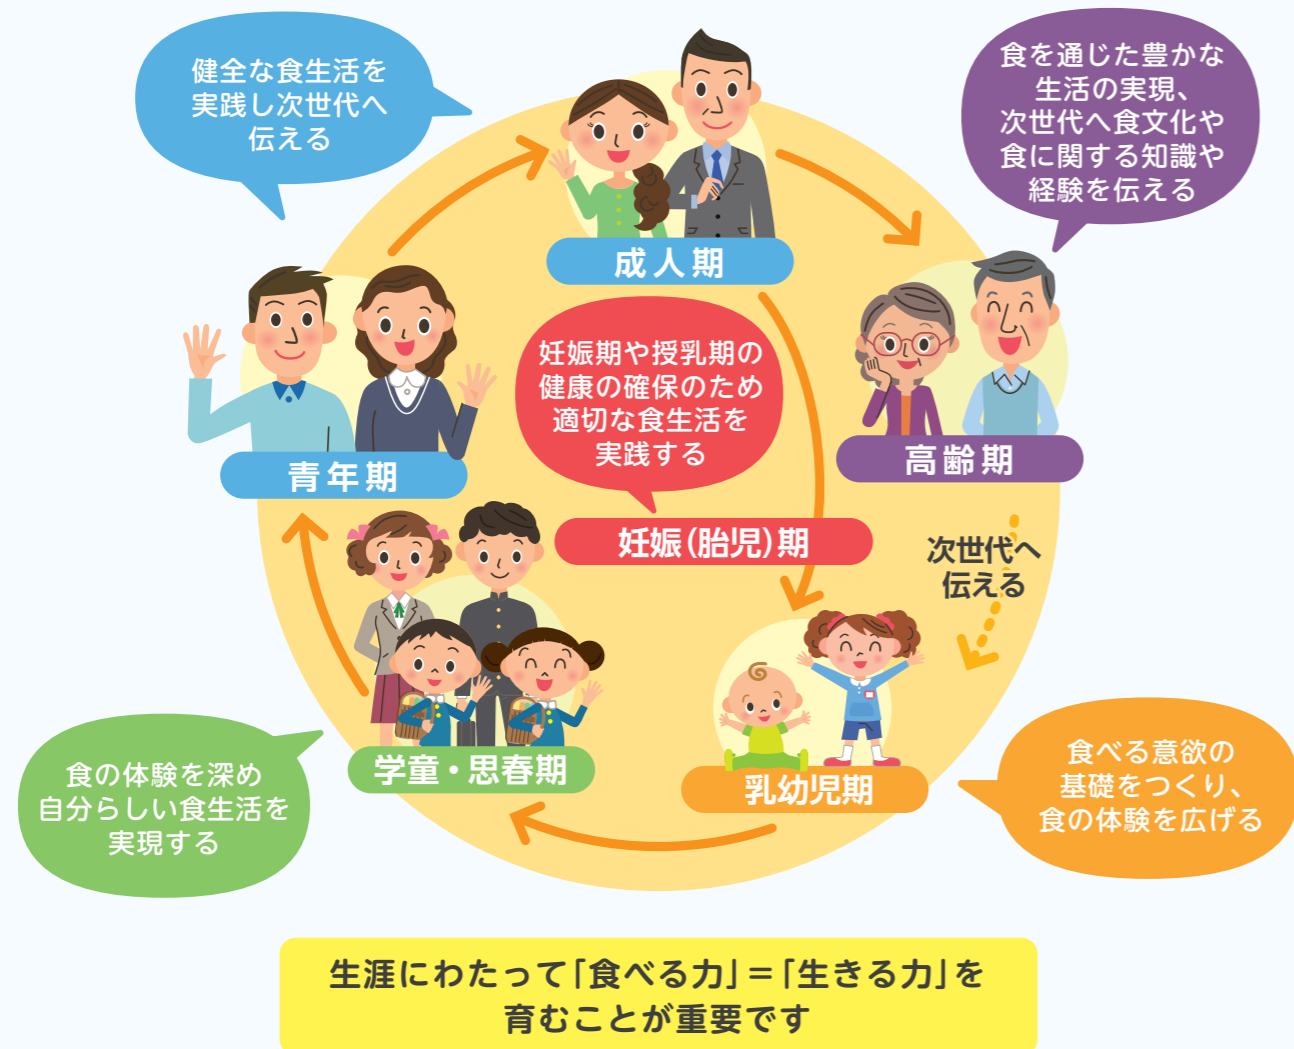 健全な食生活を
実践し次世代へ
伝える
食を通じた豊かな
生活の実現、
次世代へ食文化や
食に関する知識や
経験を伝える
成人期
妊娠期や授乳期の
健康の確保のため
適切な食生活を
実践する
高齢期
青年期
妊娠(胎児)期
次世代へ
伝える
学童・思春期
乳幼児期
食の体験を深め
自分らしい食生活を
実現する
食べる意欲の
基礎をつくり、
食の体験を広げる
生涯にわたって「食べる力」=「生きる力」を
育むことが重要です